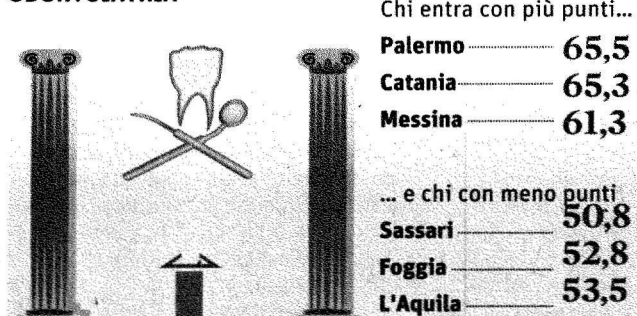 Chi entra con più punti...
Palermo 65,5
Catania 65,3
Messina 61,3
... e chi con meno punti
Sassari 50,8
Foggia 52,8
L'Aquila 53,5